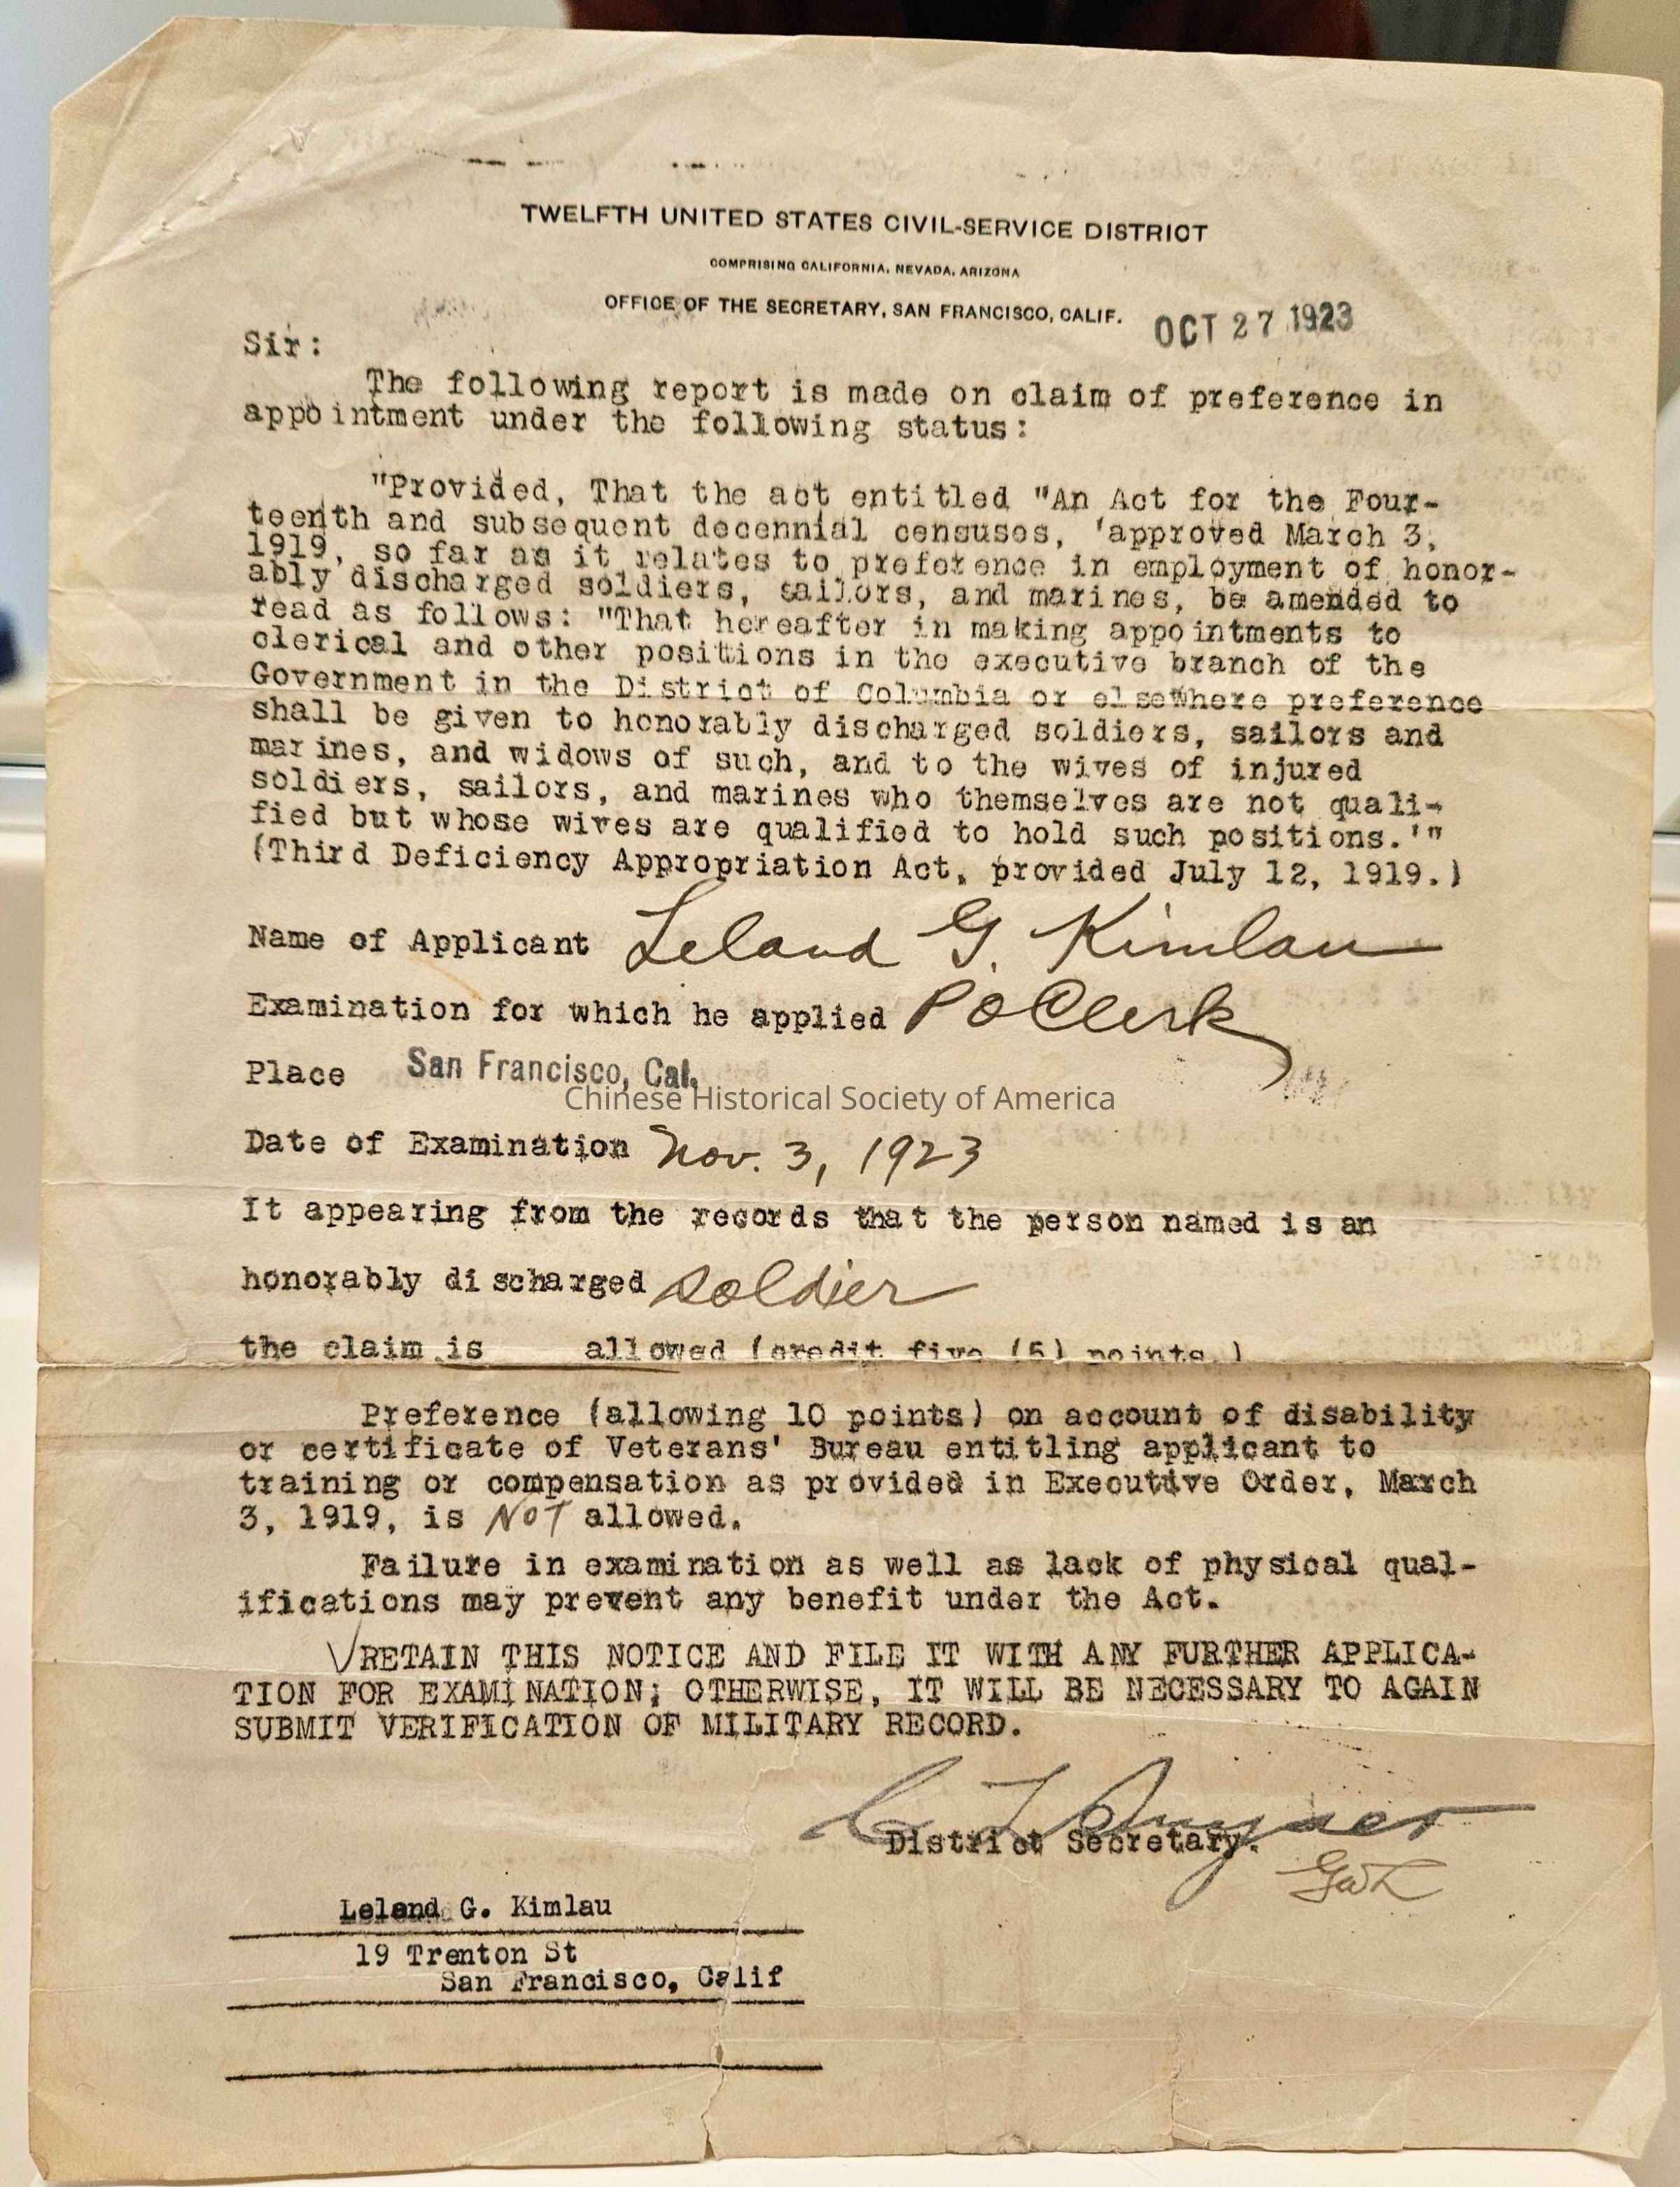 TWELFTH UNITED STATES CIVIL-SERVICE DISTRICT
COMPRISING CALIFORNIA, NEVADA, ARIZONA
OFFICE OF THE SECRETARY, SAN FRANCISCO, CALIF.
OCT 27 1923
Sir:
The following report is made on claim of preference in
appointment under the following status:
"Provided, That the act entitled "An Act for the Four-
teenth and subsequent decennial censuses, 'approved March 3,
1919, so far as it relates to preference in employment of honor-
ably discharged soldiers, sailors, and marines, be amended to
read as follows: "That hereafter in making appointments to
clerical and other positions in the executive branch of the
Government in the District of Columbia or elsewhere preference
shall be given to honorably discharged soldiers, sailors and
marines, and widows of such, and to the wives of injured
soldiers, sailors, and marines who themselves are not quali-
fied but whose wives are qualified to hold such positions.'"
(Third Deficiency Appropriation Act, provided July 12, 1919.)
Name of Applicant Leland G. Kimlau
Examination for which he applied P O Clerk
Place San Francisco, Cal.
Chinese Historical Society of America
Date of Examination Nov. 3, 1923
It appearing from the records that the person named is an
honorably discharged soldier
the claim is allowed (credit five (5) points.)
Preference (allowing 10 points) on account of disability
or certificate of Veterans' Bureau entitling applicant to
training or compensation as provided in Executive Order, March
3, 1919, is NOT allowed.
Failure in examination as well as lack of physical qual-
ifications may prevent any benefit under the Act.
RETAIN THIS NOTICE AND FILE IT WITH ANY FURTHER APPLICA-
TION FOR EXAMINATION; OTHERWISE, IT WILL BE NECESSARY TO AGAIN
SUBMIT VERIFICATION OF MILITARY RECORD.
District Secretary.
Leland G. Kimlau
19 Trenton St
San Francisco, Calif